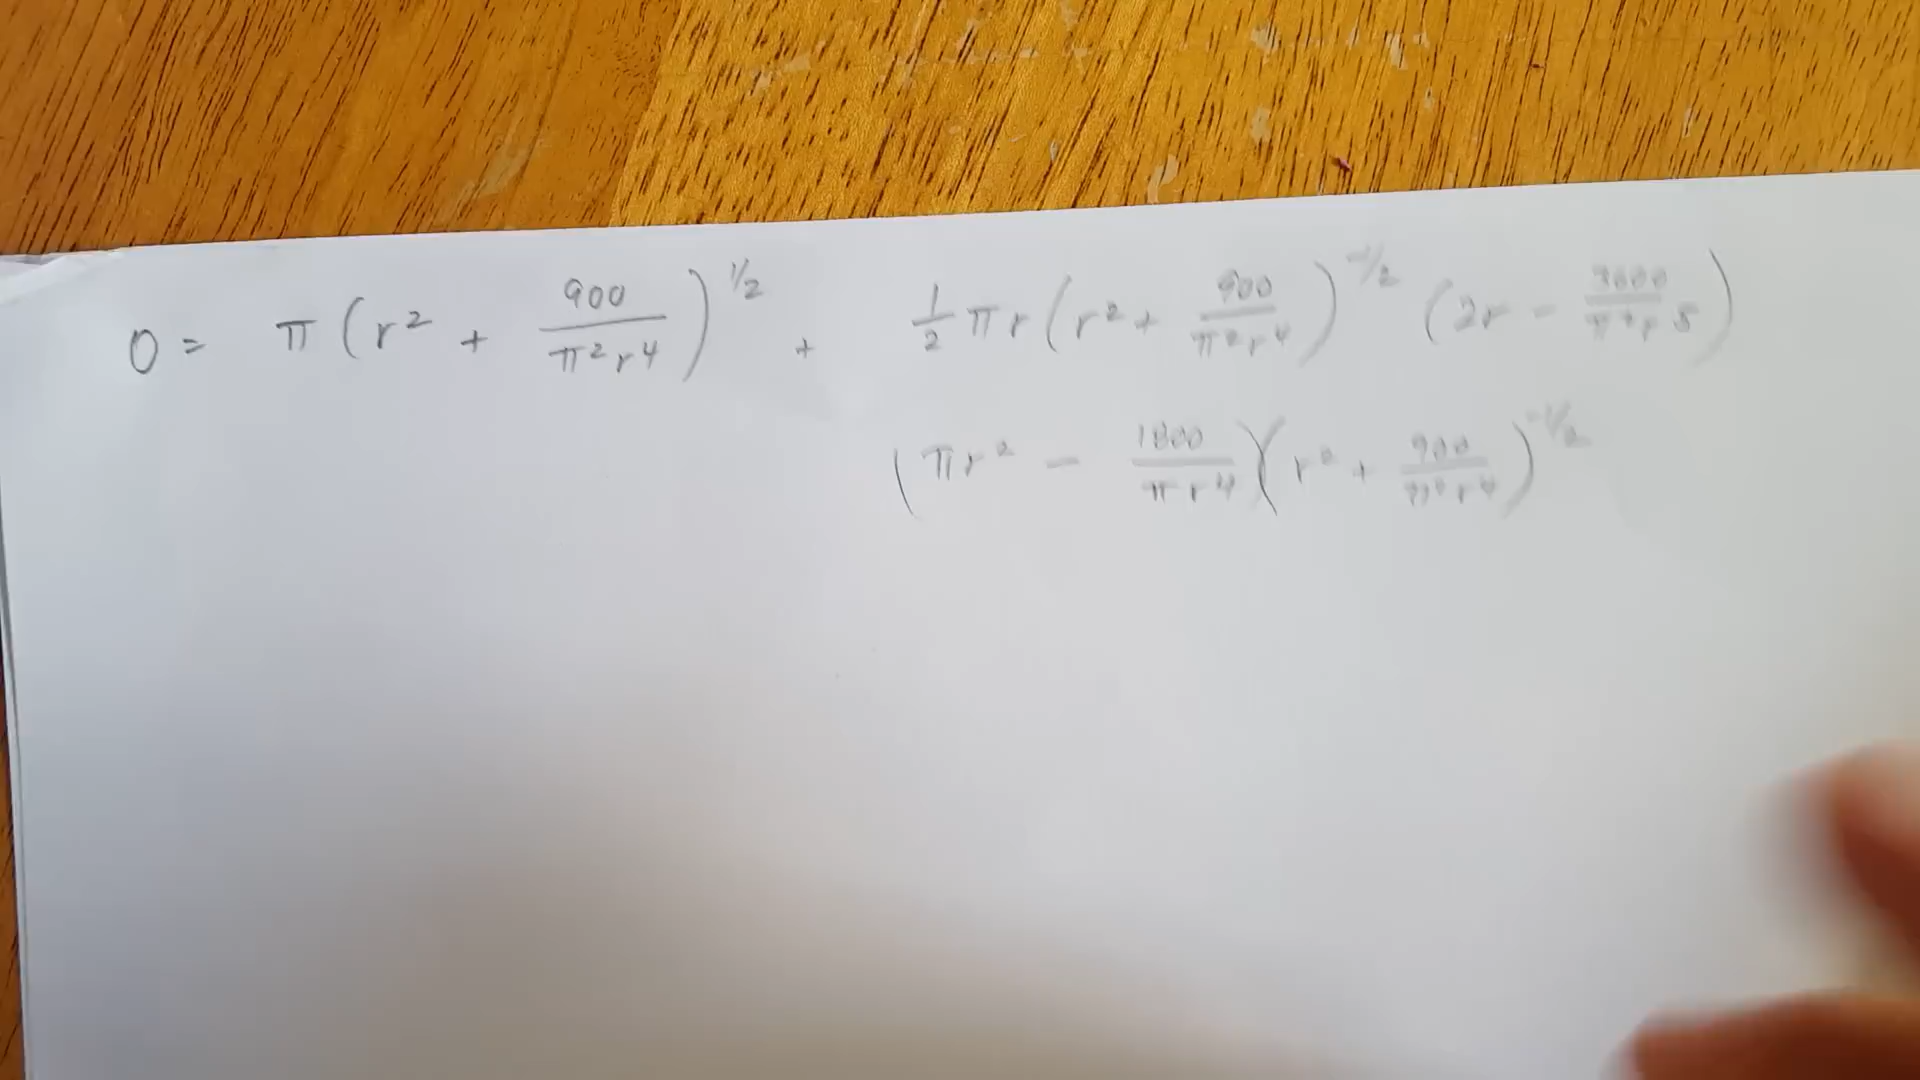 0 = π(r² + 900/π²r⁴)^1/2 + 1/2 πr(r² + 900/π²r⁴)^-1/2 (2r - 3600/π²r⁵)
(πr² - 1800/πr⁴)(r² + 900/π²r⁴)^-1/2